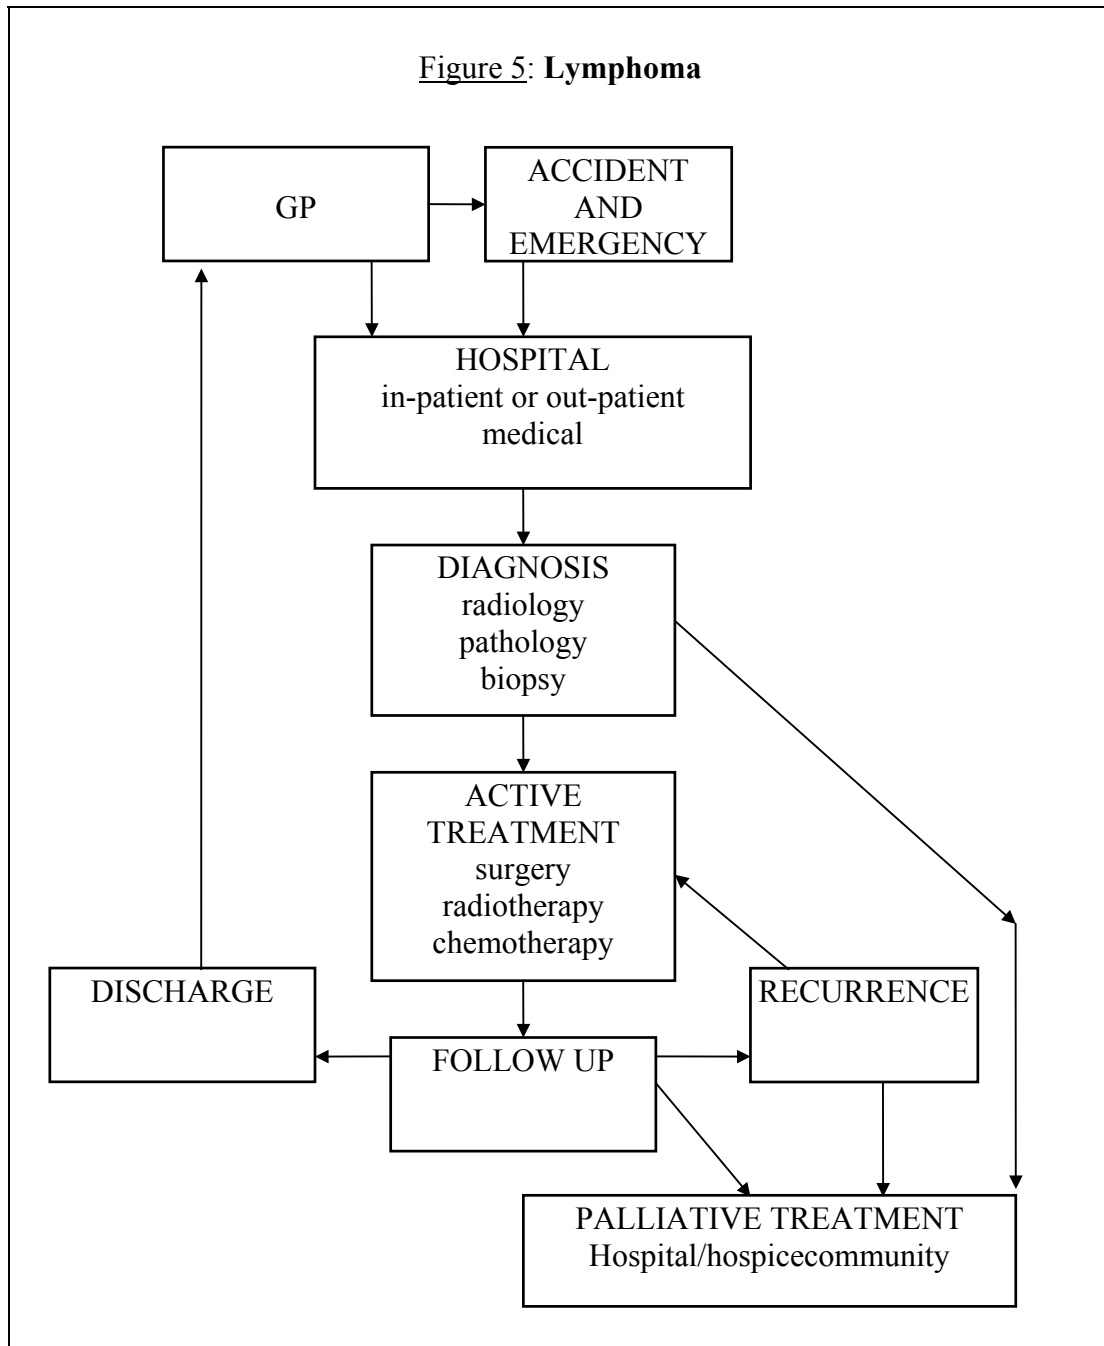 Figure 5: Lymphoma
GP
ACCIDENT
AND
EMERGENCY
HOSPITAL
in-patient or out-patient
medical
DIAGNOSIS
radiology
pathology
biopsy
ACTIVE
TREATMENT
surgery
radiotherapy
chemotherapy
DISCHARGE
RECURRENCE
FOLLOW UP
PALLIATIVE TREATMENT
Hospital/hospicecommunity